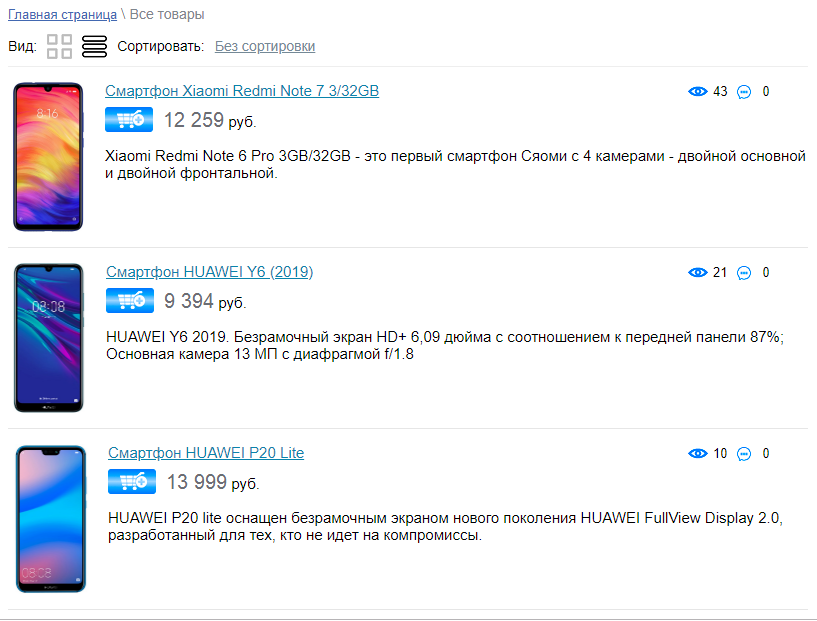 Главная страница \ Все товары
Вид: Сортировать: Без сортировки
Смартфон Xiaomi Redmi Note 7 3/32GB 43 0
8:16
12 259 руб.
Xiaomi Redmi Note 6 Pro 3GB/32GB - это первый смартфон Сяоми с 4 камерами - двойной основной
и двойной фронтальной.
Смартфон HUAWEI Y6 (2019) 21 0
9 394 руб.
08:08
HUAWEI Y6 2019. Безрамочный экран HD+ 6,09 дюйма с соотношением к передней панели 87%;
Основная камера 13 МП с диафрагмой f/1.8
Смартфон HUAWEI P20 Lite 10 0
13 999 руб.
HUAWEI P20 lite оснащен безрамочным экраном нового поколения HUAWEI FullView Display 2.0,
разработанный для тех, кто не идет на компромиссы.
08:08